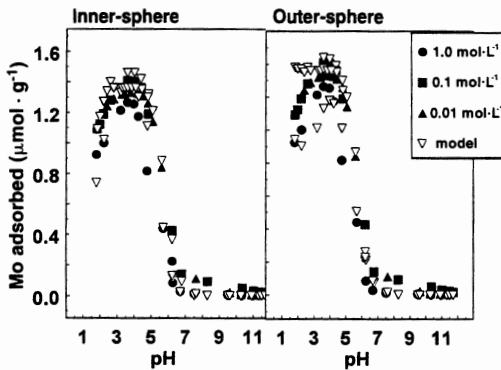 Inner-sphere
Outer-sphere
Mo adsorbed (μmol · g⁻¹)
1.6
1.2
0.8
0.4
0.0
1 3 5 7 9 11
pH
1 3 5 7 9 11
pH
1.0 mol·L⁻¹
0.1 mol·L⁻¹
0.01 mol·L⁻¹
model